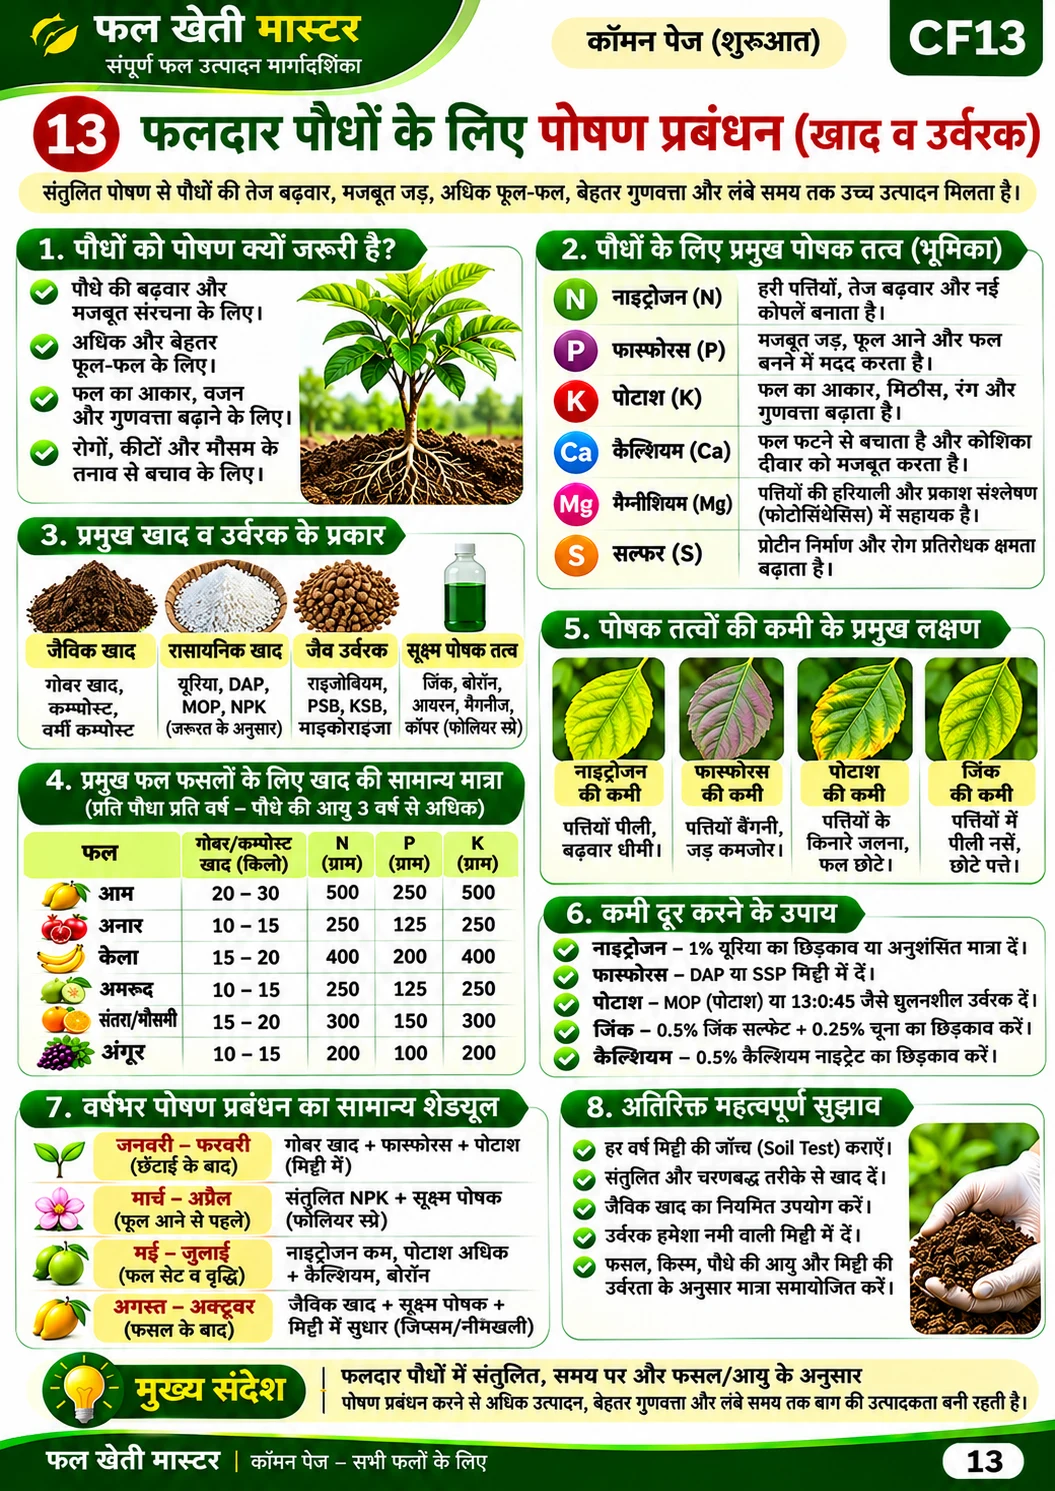 फल खेती मास्टर
संपूर्ण फल उत्पादन मार्गादशिका
कॉमन पेज (शुरुआत)
CF13
13 फलदार पौधों के लिए पोषण प्रबंधन (खाद व उर्वरक)
संतुलित पोषण से पौधों की तेज बढ़वार, मजबूत जड़, अधिक फूल-फल, बेहतर गुणवत्ता और लंबे समय तक उच्च उत्पादन मिलता है।
1. पौधों को पोषण क्यों जरूरी है?
पौधे की बढ़वार और
मजबूत संरचना के लिए।
अधिक और बेहतर
फूल-फल के लिए।
फल का आकार, वजन
और गुणवत्ता बढ़ाने के लिए।
रोगों, कीटों और मौसम के
तनाव से बचाव के लिए।
2. पौधों के लिए प्रमुख पोषक तत्व (भूमिका)
N नाइट्रोजन (N) हरी पत्तियों, तेज बढ़वार और नई
कोपलें बनाता है।
P फास्फोरस (P) मजबूत जड़, फूल आने और फल
बनने में मदद करता है।
K पोटाश (K) फल का आकार, मिठीस, रंग और
गुणवत्ता बढ़ाता है।
Ca कैल्शियम (Ca) फल फटने से बचाता है और कोशिका
दीवार को मजबूत करता है।
Mg मैग्नीशियम (Mg) पत्तियों की हरियाली और प्रकाश संश्लेषण
(फोटोसिंथेसिस) में सहायक है।
S सल्फर (S) प्रोटीन निर्माण और रोग प्रतिरोधक क्षमता
बढ़ाता है।
3. प्रमुख खाद व उर्वरक के प्रकार
जैविक खाद रासायनिक खाद जैव उर्वरक सूक्ष्म पोषक तत्व
गोबर खाद, यूरिया, DAP, राइजोबियम, जिंक, बोरॉन,
कम्पोस्ट, MOP, NPK PSB, KSB, आयरन, मैगनीज,
वर्मी कम्पोस्ट (जरूरत के अनुसार) माइकोराइजा कॉपर (फोलियर स्प्रे)
4. प्रमुख फल फसलों के लिए खाद की सामान्य मात्रा
(प्रति पौधा प्रति वर्ष – पौधे की आयु 3 वर्ष से अधिक)
फल गोबर/कम्पोस्ट खाद (किलो) N (ग्राम) P (ग्राम) K (ग्राम)
आम 20 – 30 500 250 500
अनार 10 – 15 250 125 250
केला 15 – 20 400 200 400
अमरूद 10 – 15 250 125 250
संतरा/मौसमी 15 – 20 300 150 300
अंगूर 10 – 15 200 100 200
5. पोषक तत्वों की कमी के प्रमुख लक्षण
नाइट्रोजन फास्फोरस पोटाश जिंक
की कमी की कमी की कमी की कमी
पत्तियों पीली,
बढ़वार धीमी।
पत्तियों बैंगनी,
जड़ कमजोर।
पत्तियों के
किनारे जलना,
फल छोटे।
पत्तियों में
पीली नसें,
छोटे पत्ते।
6. कमी दूर करने के उपाय
नाइट्रोजन – 1% यूरिया का छिड़काव या अनुशंसित मात्रा दें।
फास्फोरस – DAP या SSP मिट्टी में दें।
पोटाश – MOP (पोटाश) या 13:0:45 जैसे घुलनशील उर्वरक दें।
जिंक – 0.5% जिंक सल्फेट + 0.25% चूना का छिड़काव करें।
कैल्शियम – 0.5% कैल्शियम नाइट्रेट का छिड़काव करें।
7. वर्षभर पोषण प्रबंधन का सामान्य शेडयूल
जनवरी – फरवरी
(छंटाई के बाद)
गोबर खाद + फास्फोरस + पोटाश
(मिट्टी में)
मार्च – अप्रैल
(फूल आने से पहले)
संतुलित NPK + सूक्ष्म पोषक
(फोलियर स्प्रे)
मई – जुलाई
(फल सेट व वृद्धि)
नाइट्रोजन कम, पोटाश अधिक
+ कैल्शियम, बोरॉन
अगस्त – अक्टूबर
(फसल के बाद)
जैविक खाद + सूक्ष्म पोषक +
मिट्टी में सुधार (जिप्सम/नीमखली)
8. अतिरिक्त महत्वपूर्ण सुझाव
हर वर्ष मिट्टी की जॉच (Soil Test) कराएँ।
संतुलित और चरणबद्ध तरीके से खाद दें।
जैविक खाद का नियमित उपयोग करें।
उर्वरक हमेशा नमी वाली मिट्टी में दें।
फसल, किस्म, पौधे की आयु और मिट्टी की
उर्वरता के अनुसार मात्रा समायोजित करें।
मुख्य संदेश
फलदार पौधों में संतुलित, समय पर और फसल/आयु के अनुसार
पोषण प्रबंधन करने से अधिक उत्पादन, बेहतर गुणवत्ता और लंबे समय तक बाग की उत्पादकता बनी रहती है।
फल खेती मास्टर | कॉमन पेज – सभी फलों के लिए
13